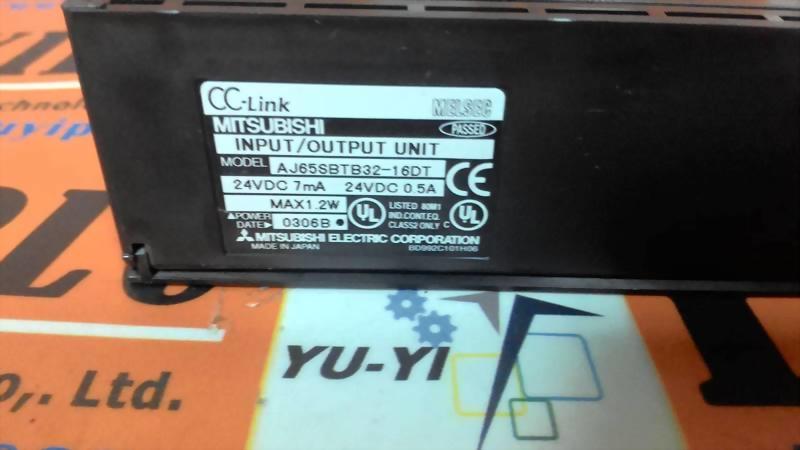 CC-Link MELSEC
MITSUBISHI PASSED
INPUT/OUTPUT UNIT
MODEL AJ65SBTB32-16DT
24VDC 7mA 24VDC 0.5A CE
MAX1.2W UL LISTED 80M1
▲POWER IND.CONT.EQ. c UL
DATE▶ 0306B ● CLASS2 ONLY
MITSUBISHI ELECTRIC CORPORATION
MADE IN JAPAN BD992C101H06
YU-YI
o,. Ltd.